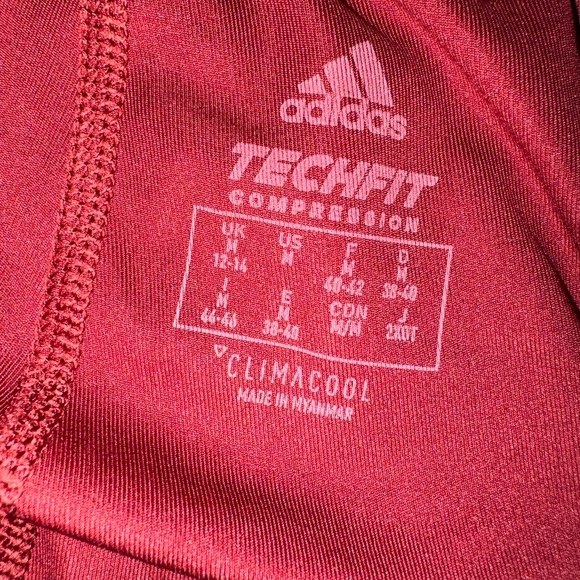 adidas
TECHFIT
COMPRESSION
UK US F D
M M M M
12-14 40-42 38-40
I E CDN J
M M M/M 2XOT
44-46 38-40
CLIMACOOL
MADE IN MYANMAR